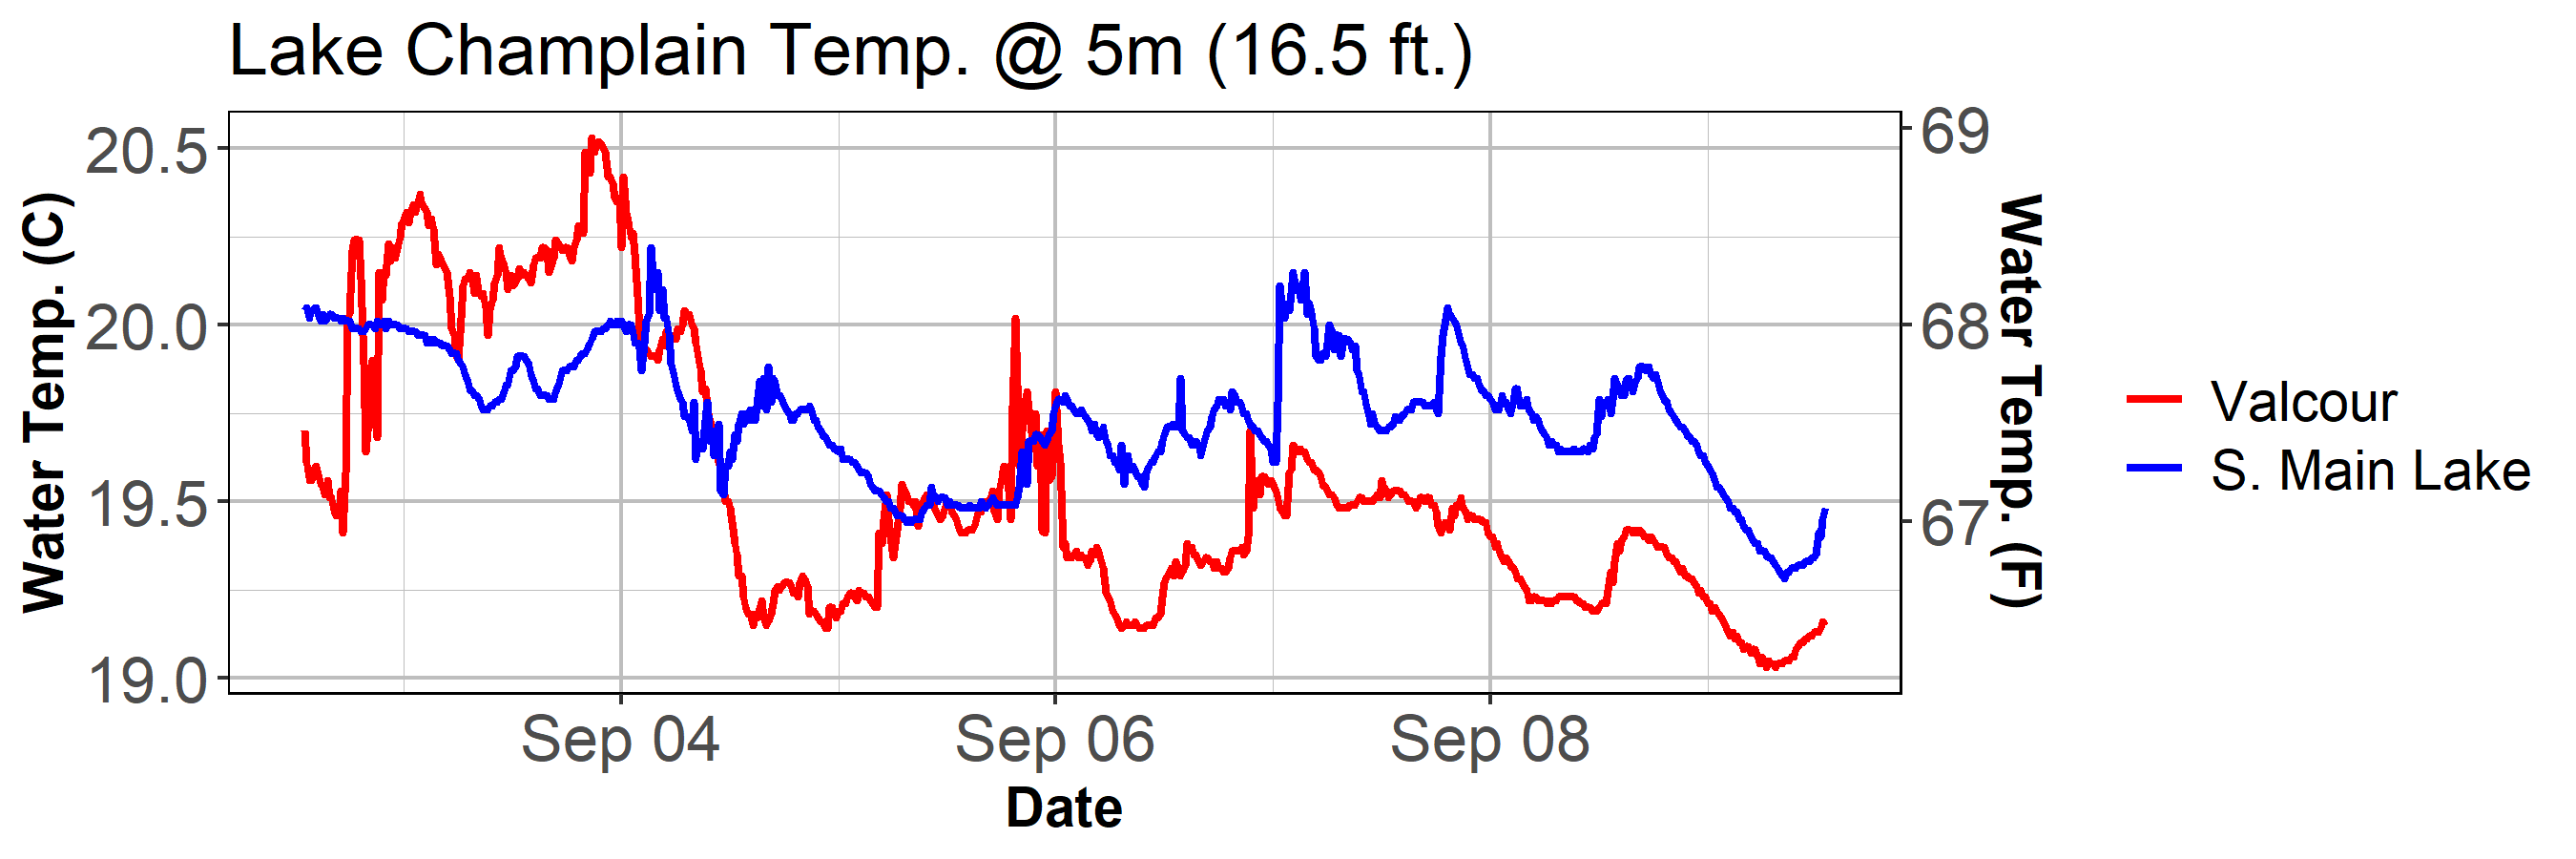 Lake Champlain Temp. @ 5m (16.5 ft.)
Water Temp. (C)
20.5
20.0
19.5
19.0
69
68
67
Water Temp. (F)
Sep 04
Sep 06
Sep 08
Date
Valcour
S. Main Lake